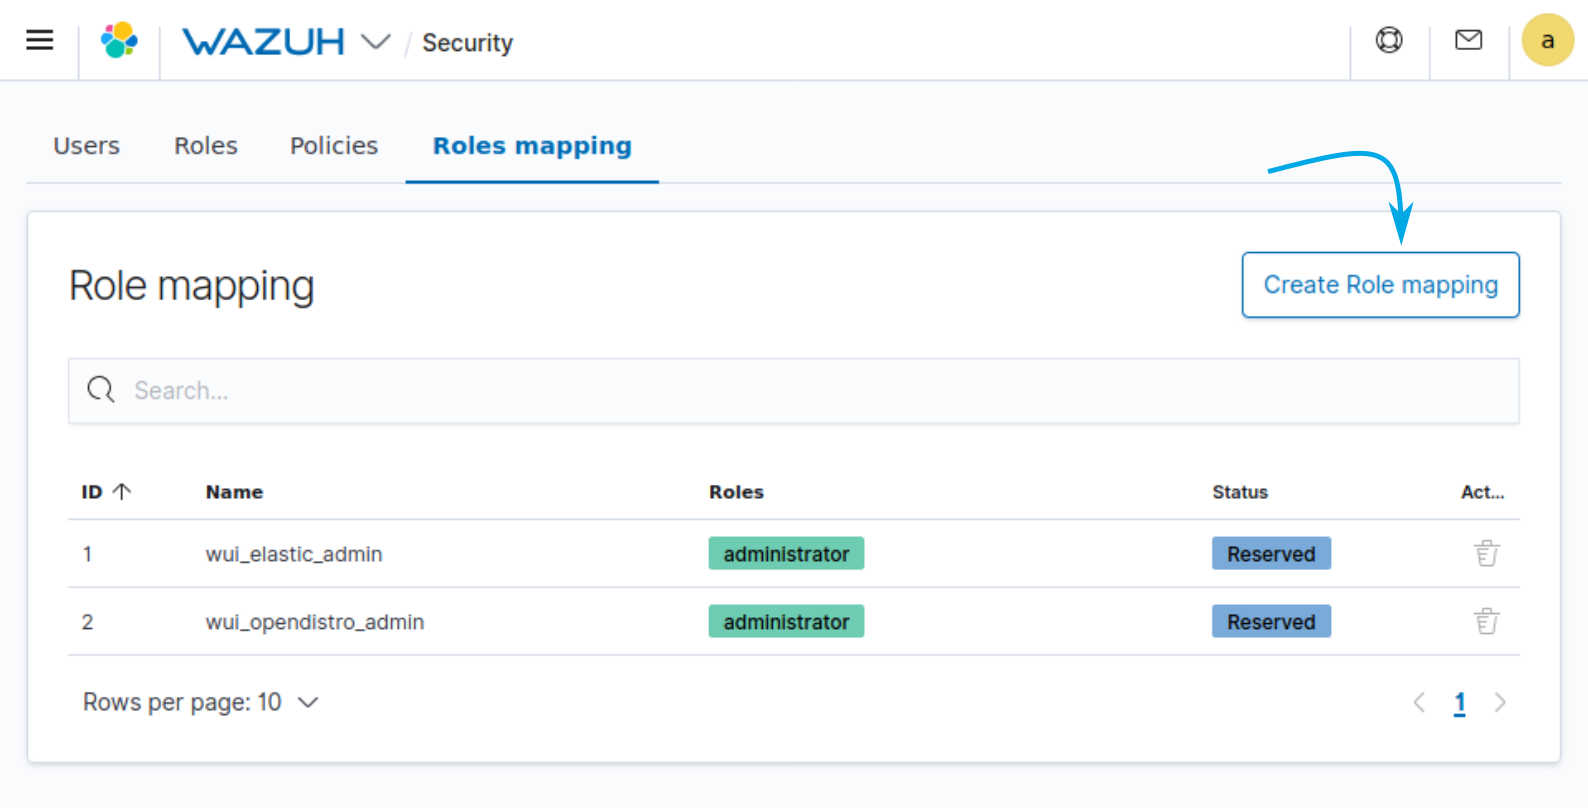 WAZUH / Security a
Users Roles Policies Roles mapping
Role mapping Create Role mapping
Search...
ID Name Roles Status Act...
1 wui_elastic_admin administrator Reserved
2 wui_opendistro_admin administrator Reserved
Rows per page: 10 1